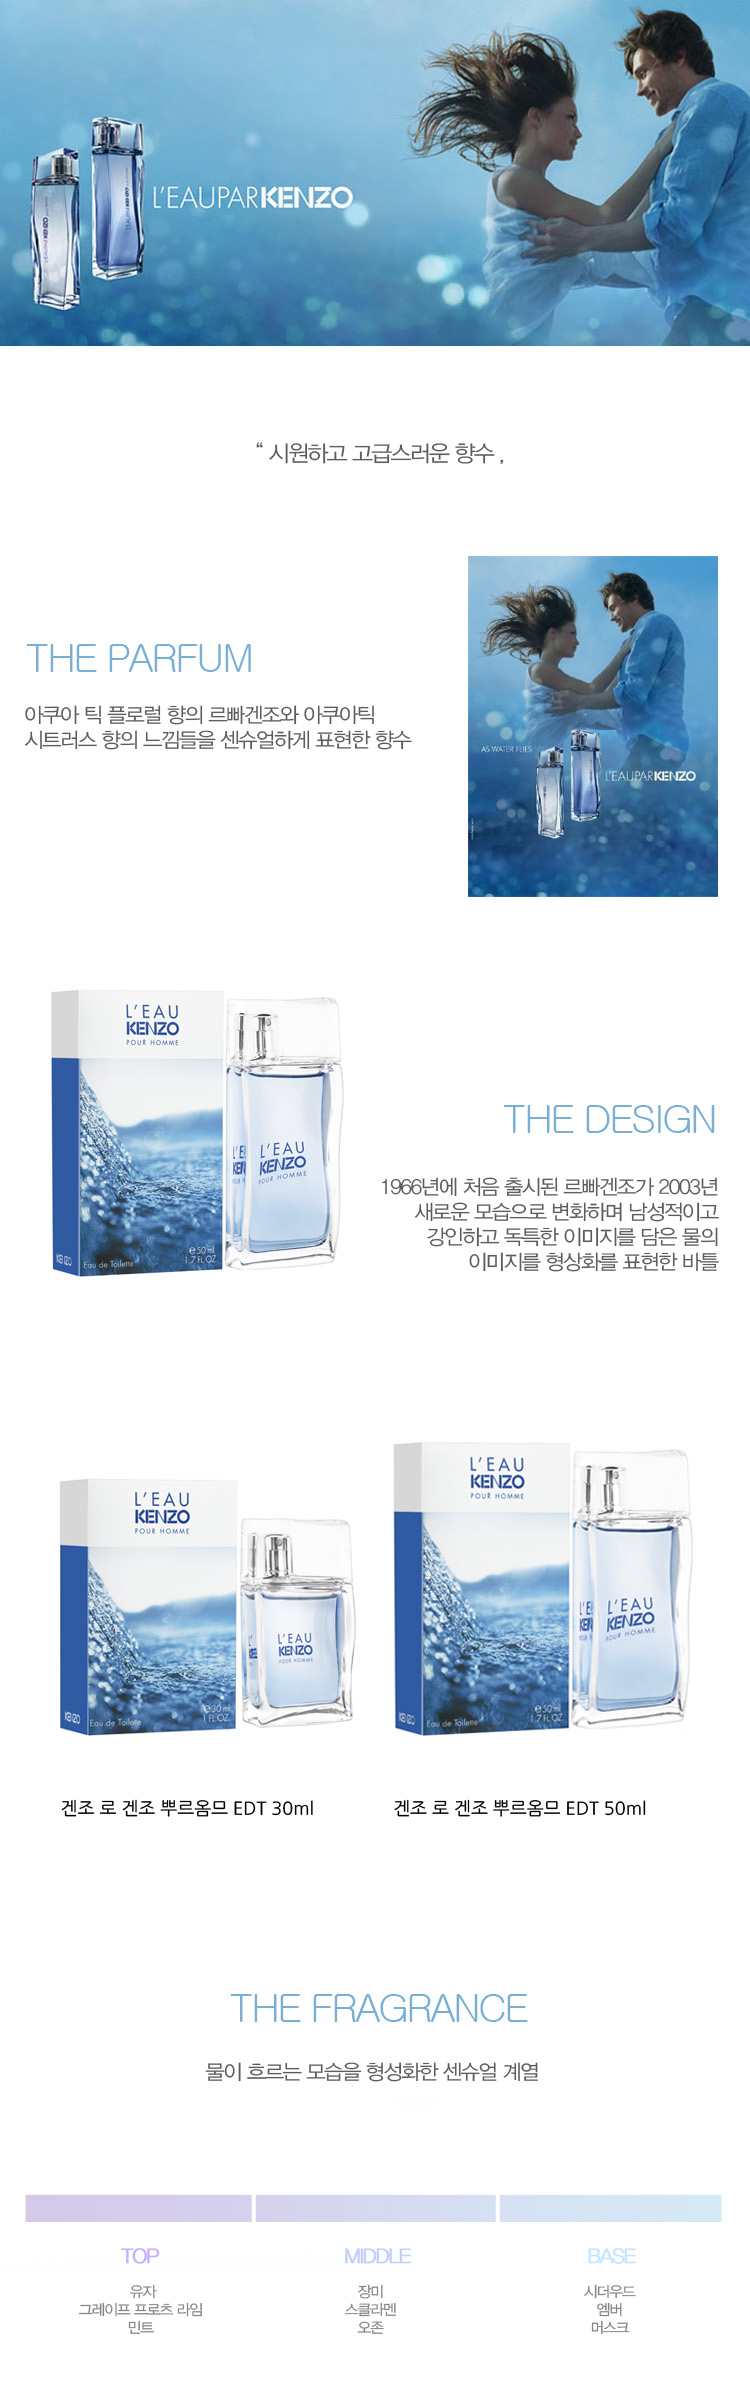 L'EAUPARKENZO
“ 시원하고 고급스러운 향수 ,
THE PARFUM
아쿠아 틱 플로럴 향의 르빠겐조와 아쿠아틱
시트러스 향의 느낌들을 센슈얼하게 표현한 향수
AS WATER FLIES
L'EAUPARKENZO
L'EAU
KENZO
POUR HOMME
KENZO
Eau de Toilette
℮50 ml
1.7 FL.OZ.
L'EAU
KENZO
POUR HOMME
THE DESIGN
1966년에 처음 출시된 르빠겐조가 2003년
새로운 모습으로 변화하며 남성적이고
강인하고 독특한 이미지를 담은 물의
이미지를 형상화를 표현한 바틀
L'EAU
KENZO
POUR HOMME
KENZO
Eau de Toilette
℮30 ml
1 FL.OZ.
L'EAU
KENZO
POUR HOMME
L'EAU
KENZO
POUR HOMME
KENZO
Eau de Toilette
℮50 ml
1.7 FL.OZ.
L'EAU
KENZO
POUR HOMME
겐조 로 겐조 뿌르옴므 EDT 30ml
겐조 로 겐조 뿌르옴므 EDT 50ml
THE FRAGRANCE
물이 흐르는 모습을 형성화한 센슈얼 계열
TOP
유자
그레이프 프로츠 라임
민트
MIDDLE
장미
스클라멘
오존
BASE
시더우드
엠버
머스크